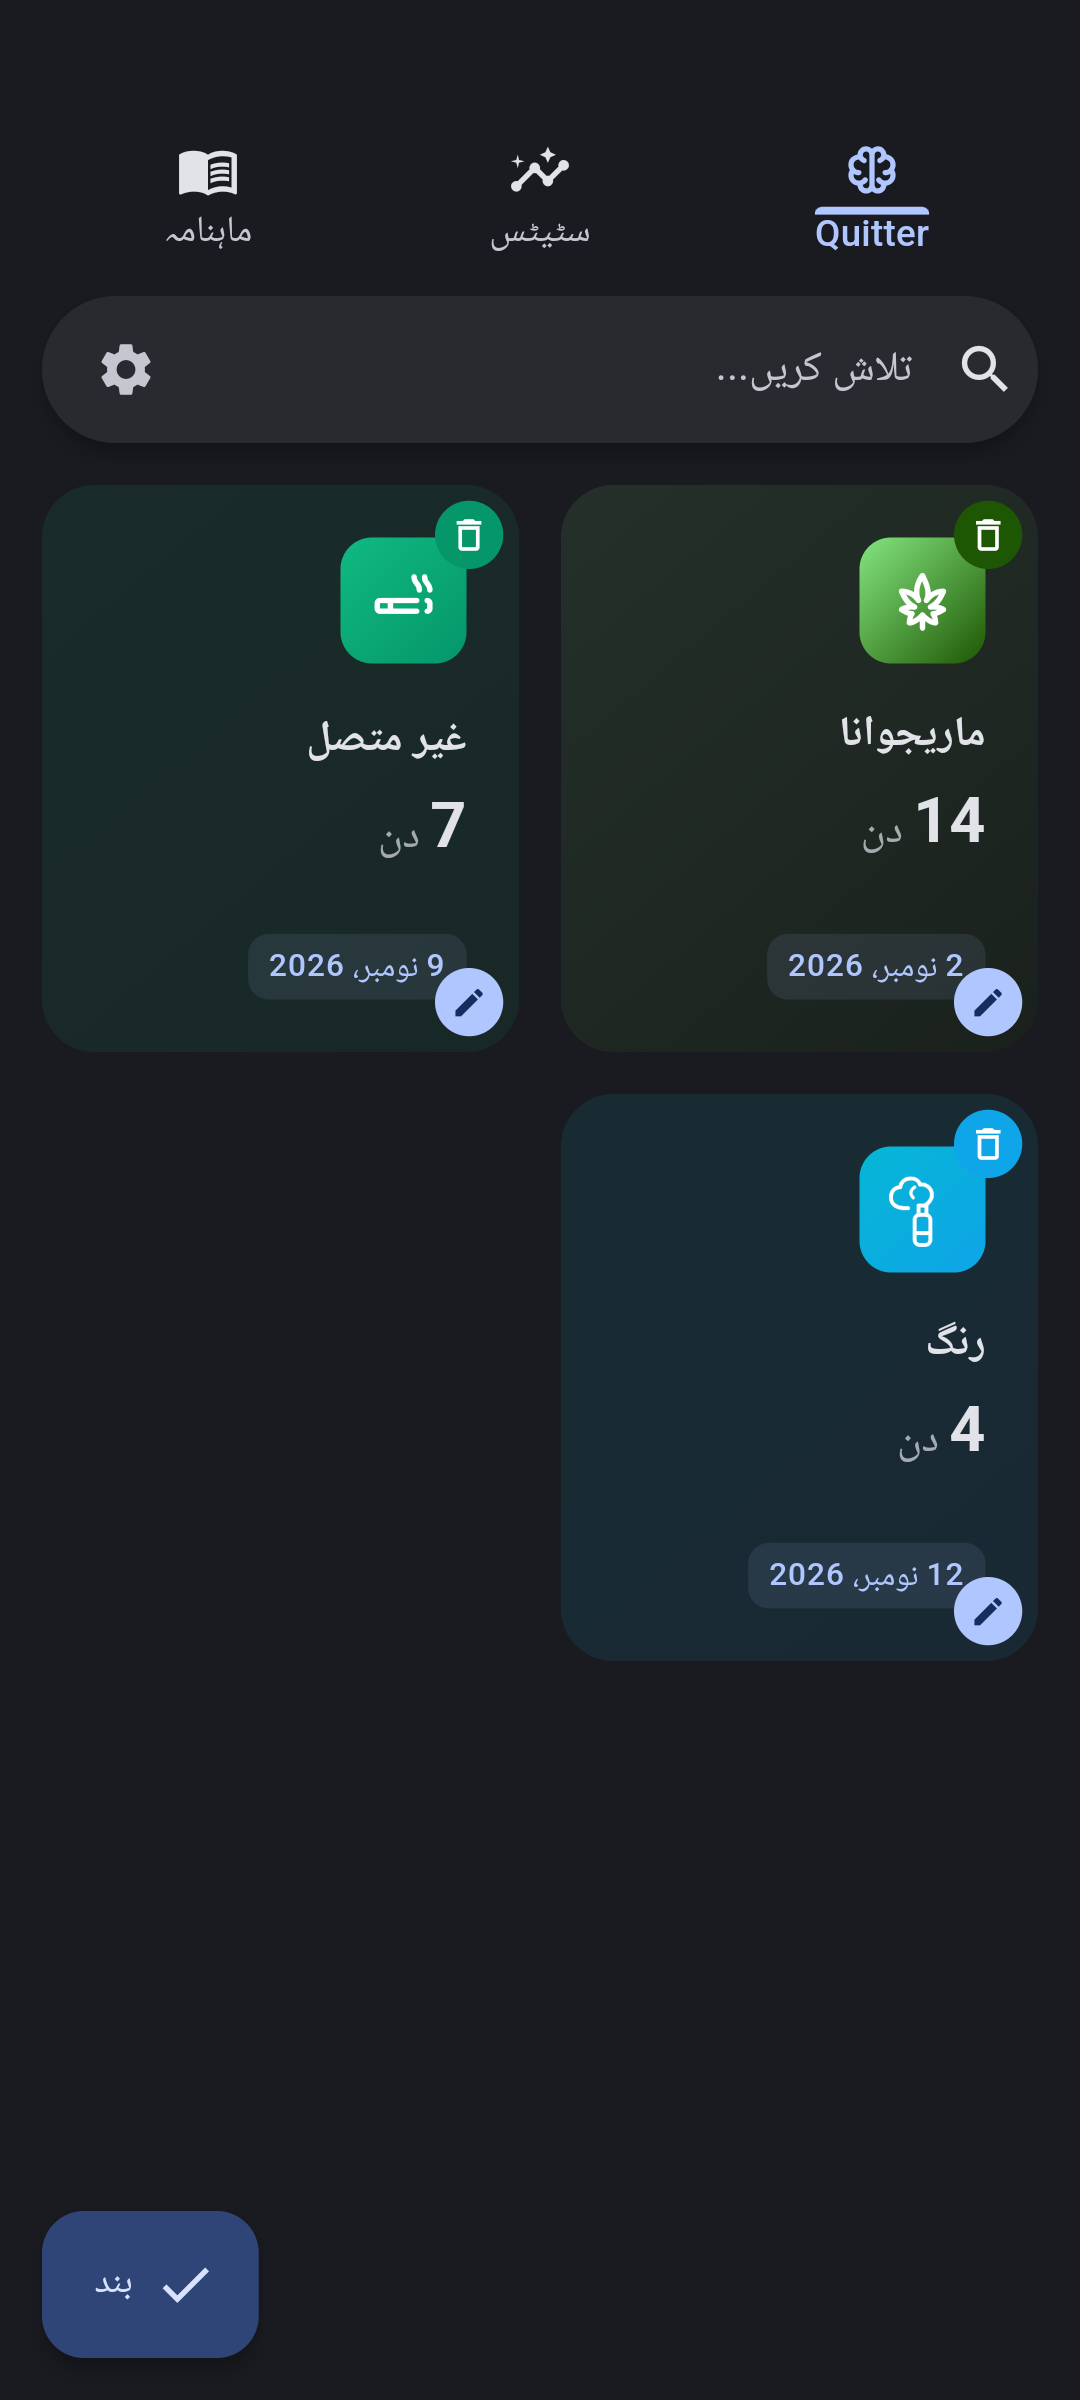 Quitter
سٹیٹس
ماہنامہ
تلاش کریں...
ماریجوانا
14 دن
2 نومبر، 2026
غیر متصل
7 دن
9 نومبر، 2026
رنگ
4 دن
12 نومبر، 2026
بند